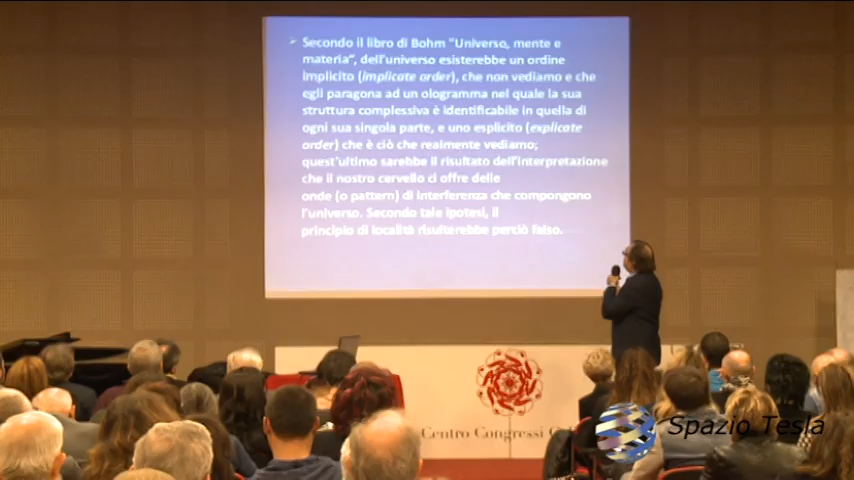 Secondo il libro di Bohm "Universo, mente e
materia", dell'universo esisterebbe un ordine
implicito (implicate order), che non vediamo e che
egli paragona ad un ologramma nel quale la sua
struttura complessiva è identificabile in quella di
ogni sua singola parte, e uno esplicito (explicate
order) che è ciò che realmente vediamo;
quest'ultimo sarebbe il risultato dell'interpretazione
che il nostro cervello ci offre delle
onde (o pattern) di interferenza che compongono
l'universo. Secondo tale ipotesi, il
principio di località risulterebbe perciò falso.
Centro Congressi
Spazio Tesla